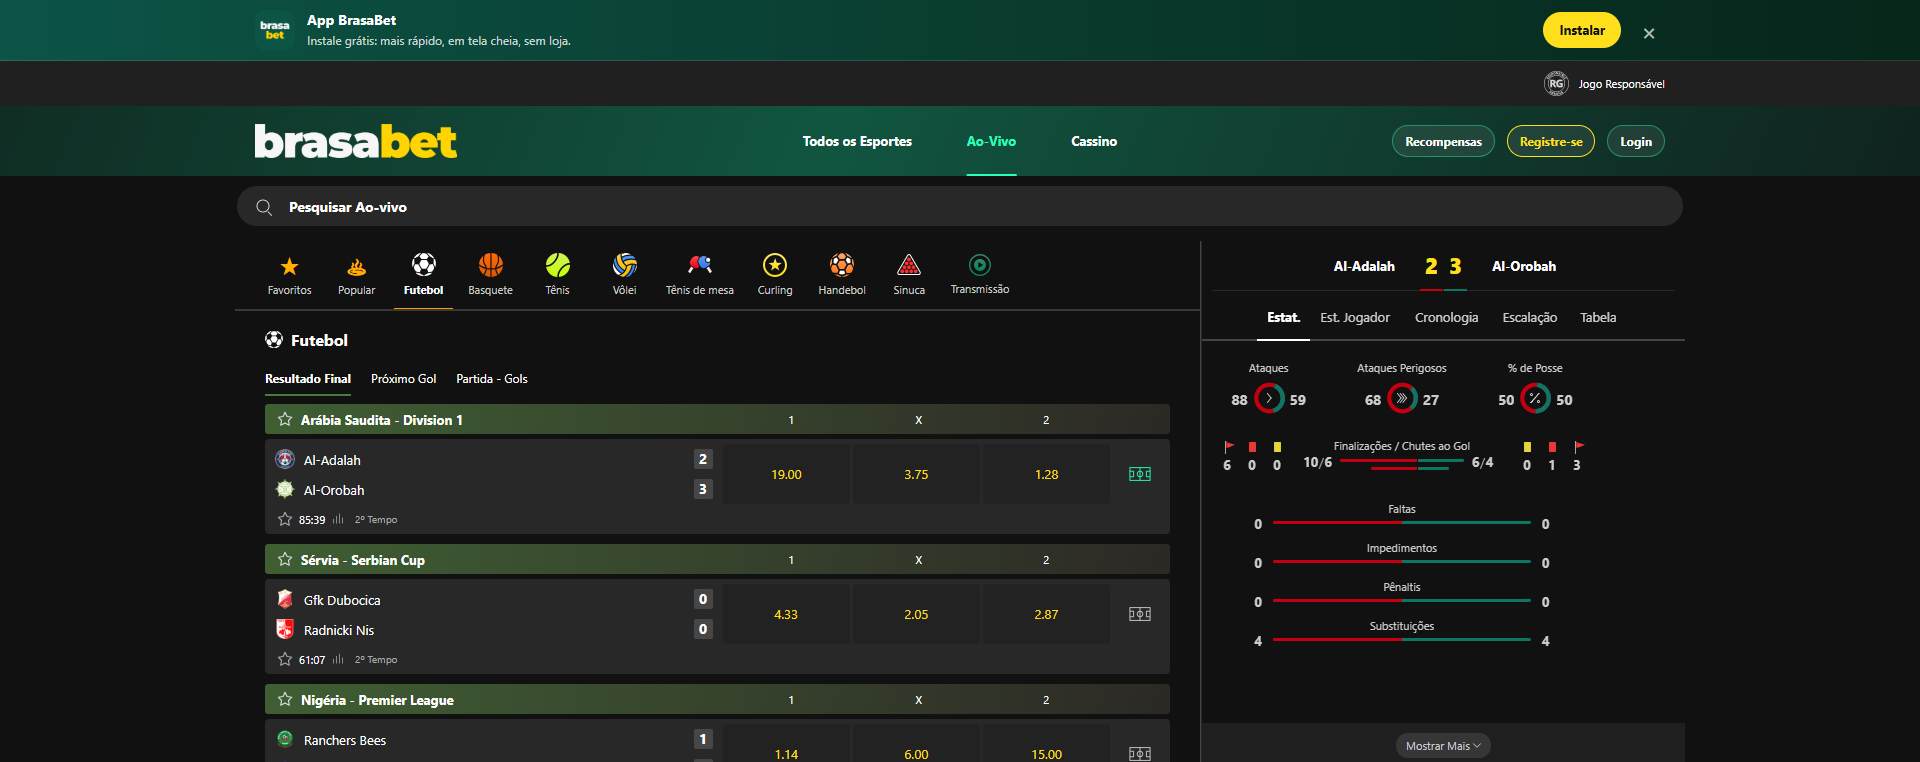 brasa
bet
App BrasaBet
Instale grátis: mais rápido, em tela cheia, sem loja.
Instalar
RG
Jogo Responsável
brasabet
Todos os Esportes
Ao-Vivo
Cassino
Recompensas
Registre-se
Login
Pesquisar Ao-vivo
Favoritos
Popular
Futebol
Basquete
Tênis
Vôlei
Tênis de mesa
Curling
Handebol
Sinuca
Transmissão
Futebol
Resultado Final
Próximo Gol
Partida - Gols
Arábia Saudita - Division 1
1
X
2
Al-Adalah
2
Al-Orobah
3
19.00
3.75
1.28
85:39
2º Tempo
Sérvia - Serbian Cup
1
X
2
Gfk Dubocica
0
Radnicki Nis
0
4.33
2.05
2.87
61:07
2º Tempo
Nigéria - Premier League
1
X
2
Ranchers Bees
1
1.14
6.00
15.00
Al-Adalah
2 3
Al-Orobah
Estat.
Est. Jogador
Cronologia
Escalação
Tabela
Ataques
88
59
Ataques Perigosos
68
27
% de Posse
50
%
50
6
0
0
Finalizações / Chutes ao Gol
10/6
6/4
0
1
3
Faltas
0
0
Impedimentos
0
0
Pênaltis
0
0
Substituições
4
4
Mostrar Mais